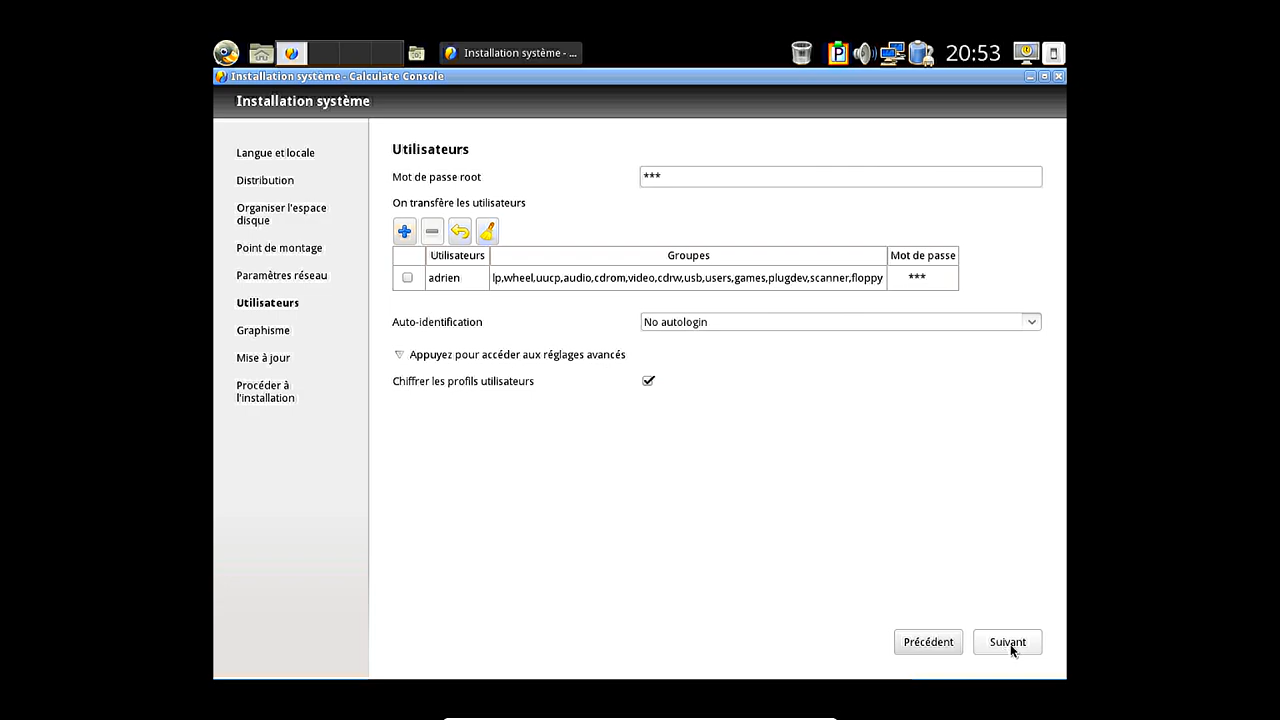 Installation système - ...
P
20:53
Installation système - Calculate Console
Installation système
Langue et locale
Distribution
Organiser l'espace
disque
Point de montage
Paramètres réseau
Utilisateurs
Graphisme
Mise à jour
Procéder à
l'installation
Utilisateurs
Mot de passe root
***
On transfère les utilisateurs
Utilisateurs Groupes Mot de passe
adrien lp,wheel,uucp,audio,cdrom,video,cdrw,usb,users,games,plugdev,scanner,floppy ***
Auto-identification No autologin
Appuyez pour accéder aux réglages avancés
Chiffrer les profils utilisateurs
Précédent Suivant